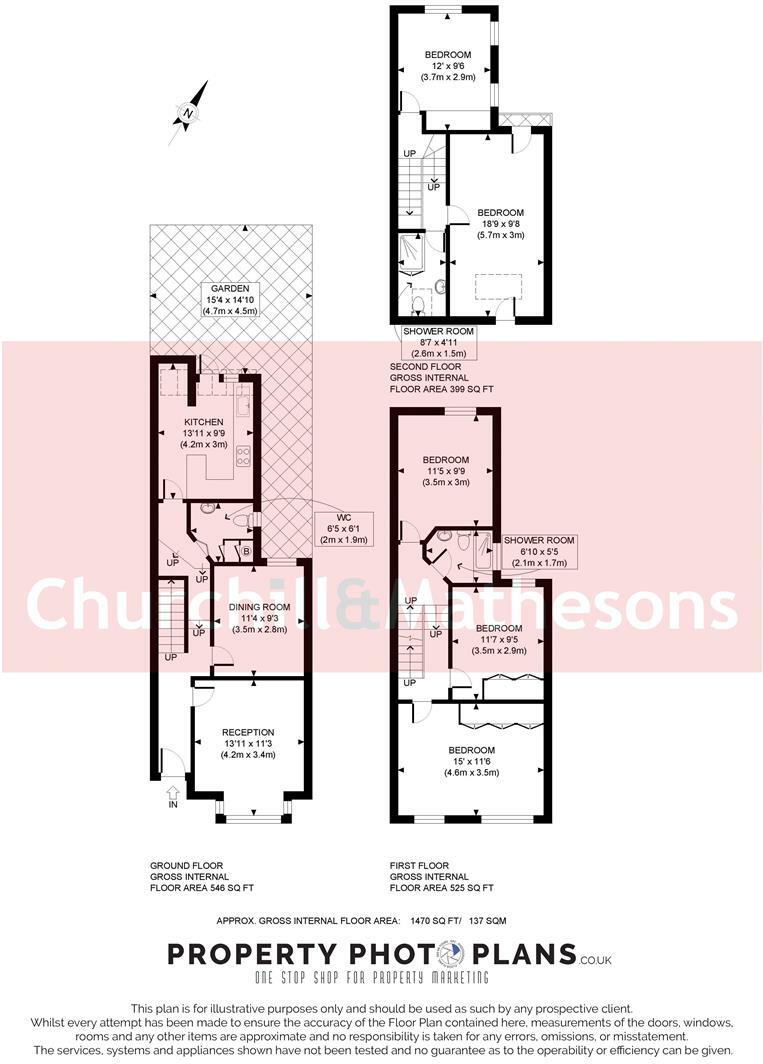 BEDROOM
12' x 9'6
(3.7m x 2.9m)
N
UP
UP
BEDROOM
18'9 x 9'8
(5.7m x 3m)
GARDEN
15'4 x 14'10
(4.7m x 4.5m)
SHOWER ROOM
8'7 x 4'11
(2.6m x 1.5m)
SECOND FLOOR
GROSS INTERNAL
FLOOR AREA 399 SQ FT
KITCHEN
13'11 x 9'9
(4.2m x 3m)
BEDROOM
11'5 x 9'9
(3.5m x 3m)
WC
6'5 x 6'1
(2m x 1.9m)
SHOWER ROOM
6'10 x 5'5
(2.1m x 1.7m)
B
UP
UP
Churchill&Mathesons
DINING ROOM
11'4 x 9'3
(3.5m x 2.8m)
UP
UP
UP
UP
UP
BEDROOM
11'7 x 9'5
(3.5m x 2.9m)
RECEPTION
13'11 x 11'3
(4.2m x 3.4m)
BEDROOM
15' x 11'6
(4.6m x 3.5m)
IN
GROUND FLOOR
GROSS INTERNAL
FLOOR AREA 546 SQ FT
FIRST FLOOR
GROSS INTERNAL
FLOOR AREA 525 SQ FT
APPROX. GROSS INTERNAL FLOOR AREA: 1470 SQ FT/ 137 SQM
PROPERTY PHOTO PLANS.CO.UK
ONE STOP SHOP FOR PROPERTY MARKETING
This plan is for illustrative purposes only and should be used as such by any prospective client.
Whilst every attempt has been made to ensure the accuracy of the Floor Plan contained here, measurements of the doors, windows,
rooms and any other items are approximate and no responsibility is taken for any errors, omissions, or misstatement.
The services, systems and appliances shown have not been tested and no guarantee as to the operability or efficiency can be given.